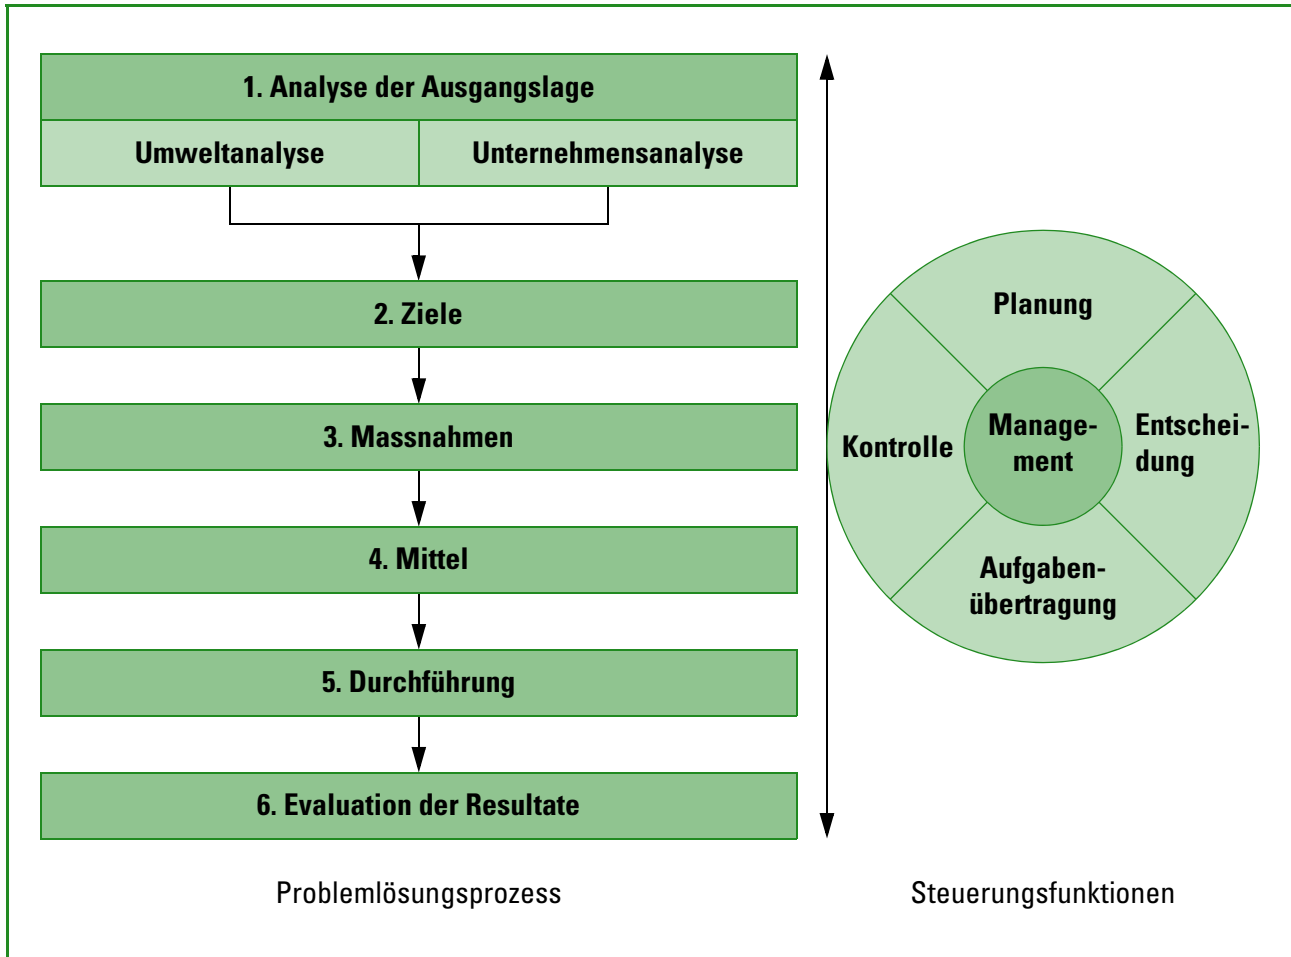 1. Analyse der Ausgangslage
Umweltanalyse
Unternehmensanalyse
2. Ziele
3. Massnahmen
4. Mittel
5. Durchführung
6. Evaluation der Resultate
Problemlösungsprozess
Planung
Kontrolle
Manage-
ment
Entschei-
dung
Aufgaben-
übertragung
Steuerungsfunktionen